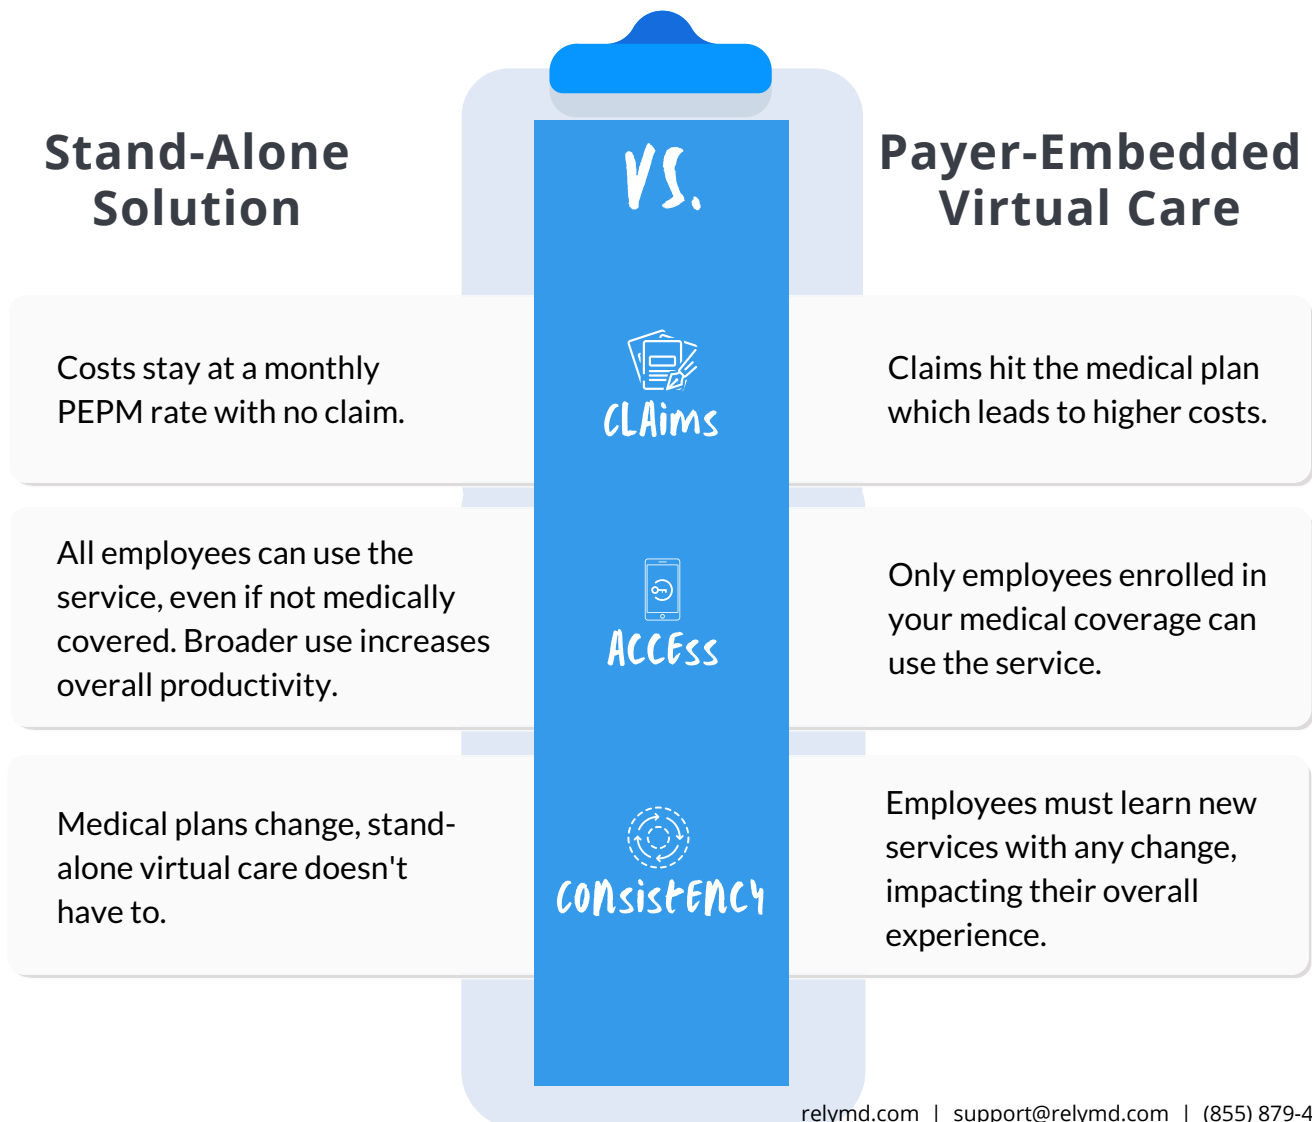 Stand-Alone
Solution
VS.
Payer-Embedded
Virtual Care
Costs stay at a monthly
PEPM rate with no claim.
CLAims
Claims hit the medical plan
which leads to higher costs.
All employees can use the
service, even if not medically
covered. Broader use increases
overall productivity.
ACCEss
Only employees enrolled in
your medical coverage can
use the service.
Medical plans change, stand-
alone virtual care doesn't
have to.
consistency
Employees must learn new
services with any change,
impacting their overall
experience.
relymd.com | support@relymd.com | (855) 879-4